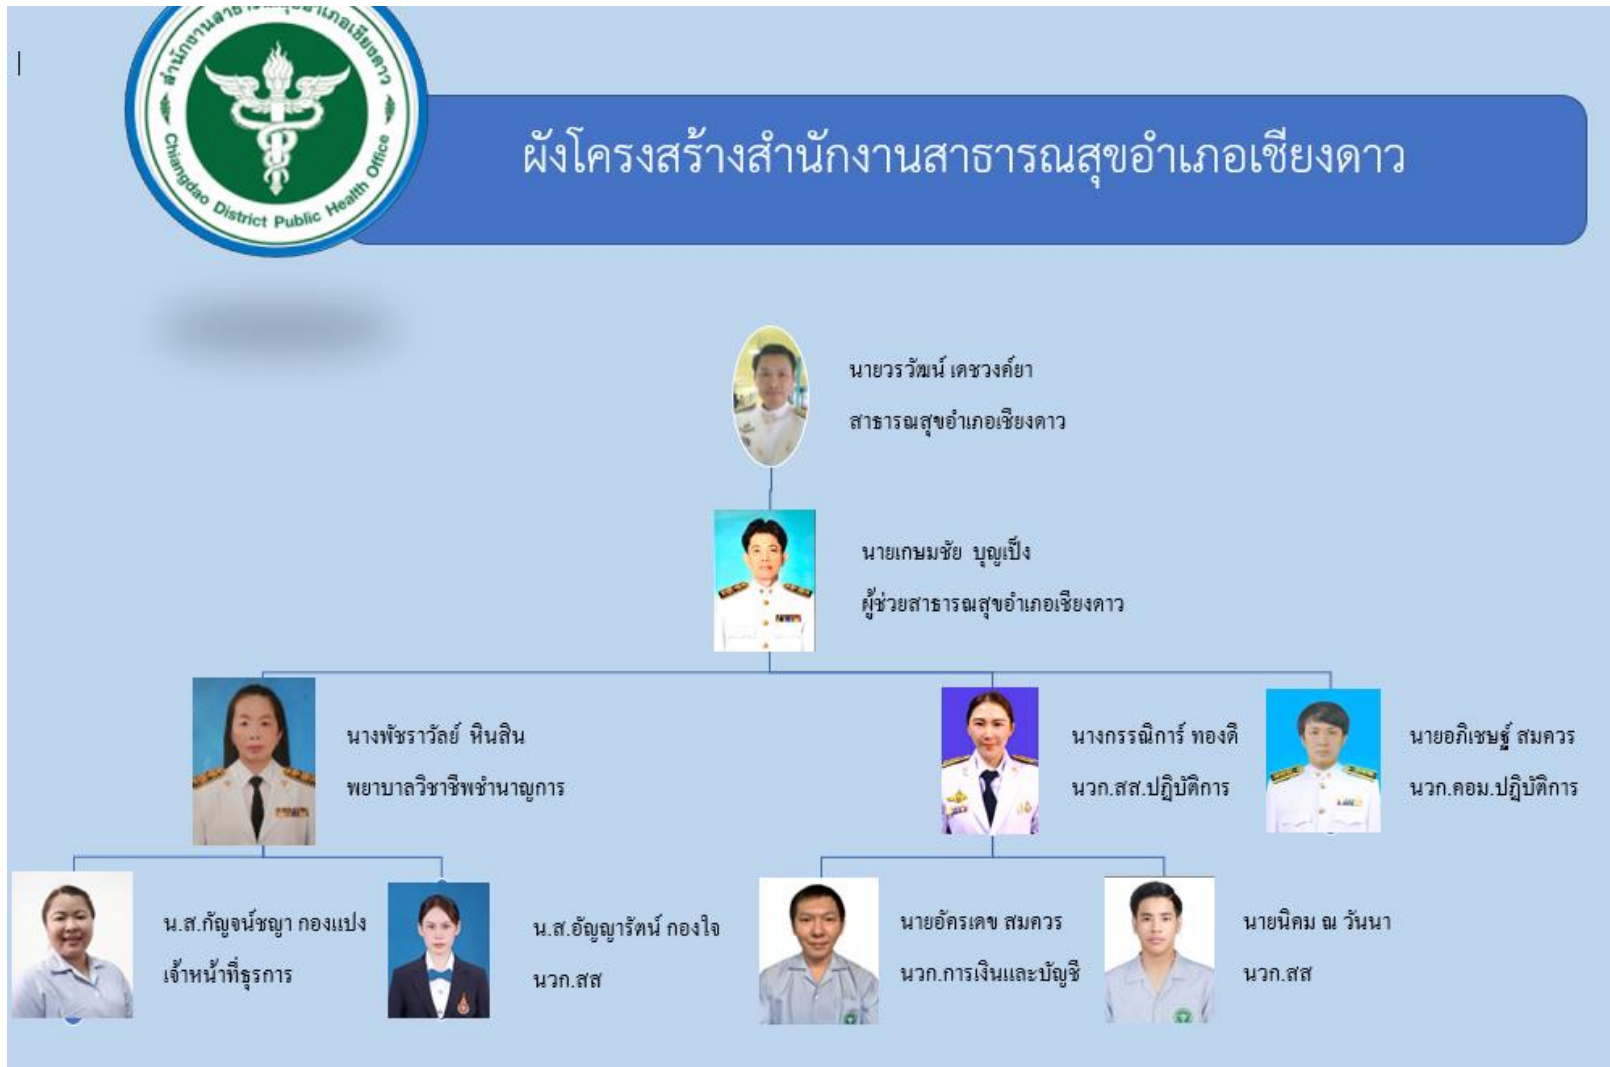 สำนักงานสาธารณสุขอำเภอเชียงดาว
Chiangdao District Public Health Office
ผังโครงสร้างสำนักงานสาธารณสุขอำเภอเชียงดาว
นายวรวัฒน์ เดชวงค์ยา
สาธารณสุขอำเภอเชียงดาว
นายเกษมชัย บุญเป็ง
ผู้ช่วยสาธารณสุขอำเภอเชียงดาว
นางพัชราวัลย์ หินสิน
พยาบาลวิชาชีพชำนาญการ
นางกรรณิการ์ ทองดี
นวก.สส.ปฏิบัติการ
นายอภิเชษฐ์ สมควร
นวก.คอม.ปฏิบัติการ
น.ส.กัญจน์ชญา กองแปง
เจ้าหน้าที่ธุรการ
น.ส.อัญญารัตน์ กองใจ
นวก.สส
นายอัครเดช สมควร
นวก.การเงินและบัญชี
นายนิคม ณ วันนา
นวก.สส